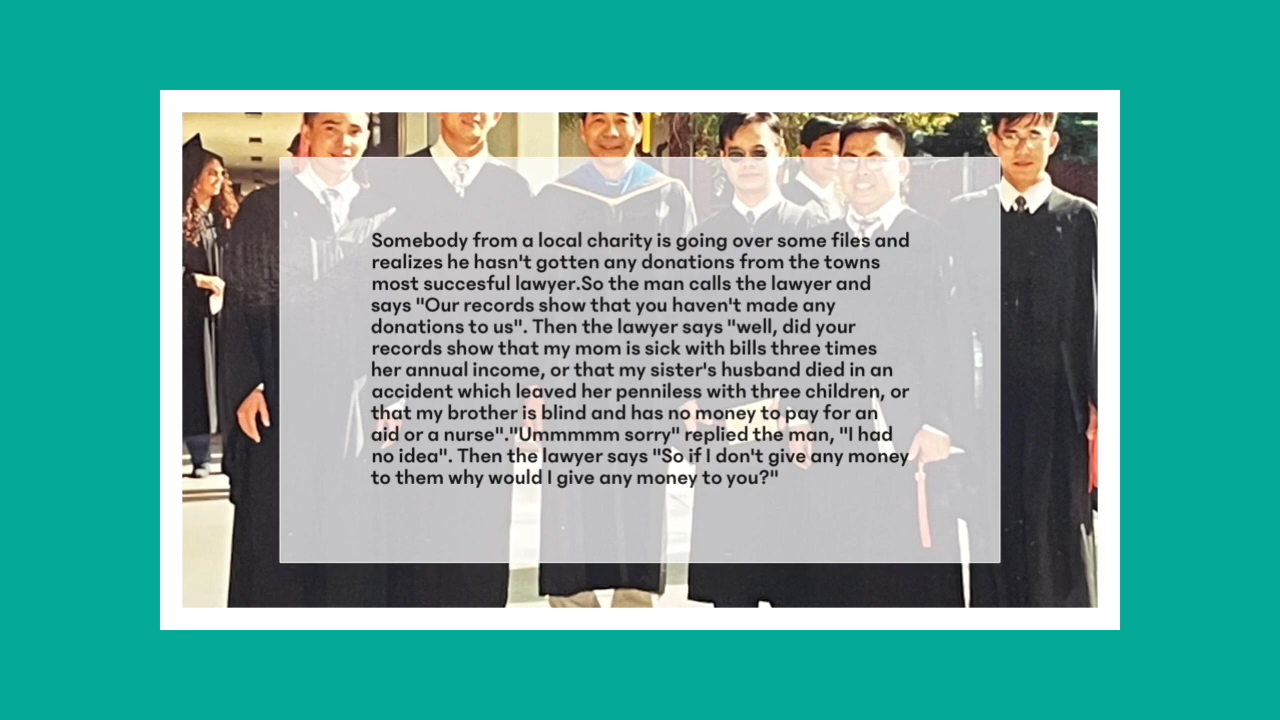 Somebody from a local charity is going over some files and
realizes he hasn't gotten any donations from the towns
most succesful lawyer.So the man calls the lawyer and
says "Our records show that you haven't made any
donations to us". Then the lawyer says "well, did your
records show that my mom is sick with bills three times
her annual income, or that my sister's husband died in an
accident which leaved her penniless with three children, or
that my brother is blind and has no money to pay for an
aid or a nurse"."Ummmmm sorry" replied the man, "I had
no idea". Then the lawyer says "So if I don't give any money
to them why would I give any money to you?"